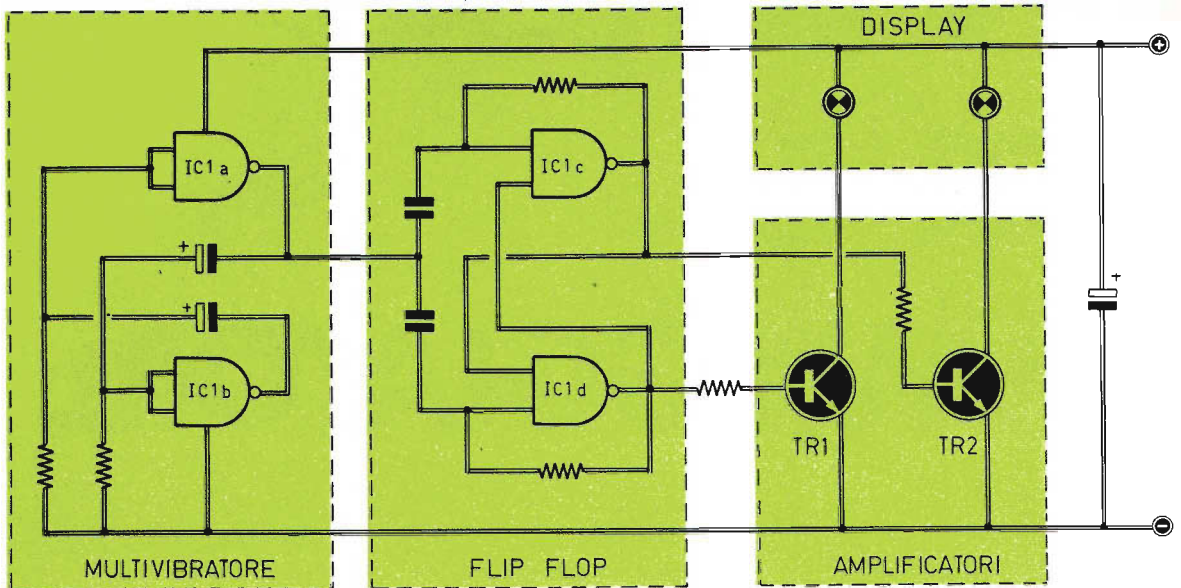 DISPLAY
IC1a
IC1c
+
+
+
IC1b
IC1d
TR1
TR2
MULTIVIBRATORE
FLIP FLOP
AMPLIFICATORI
+
-